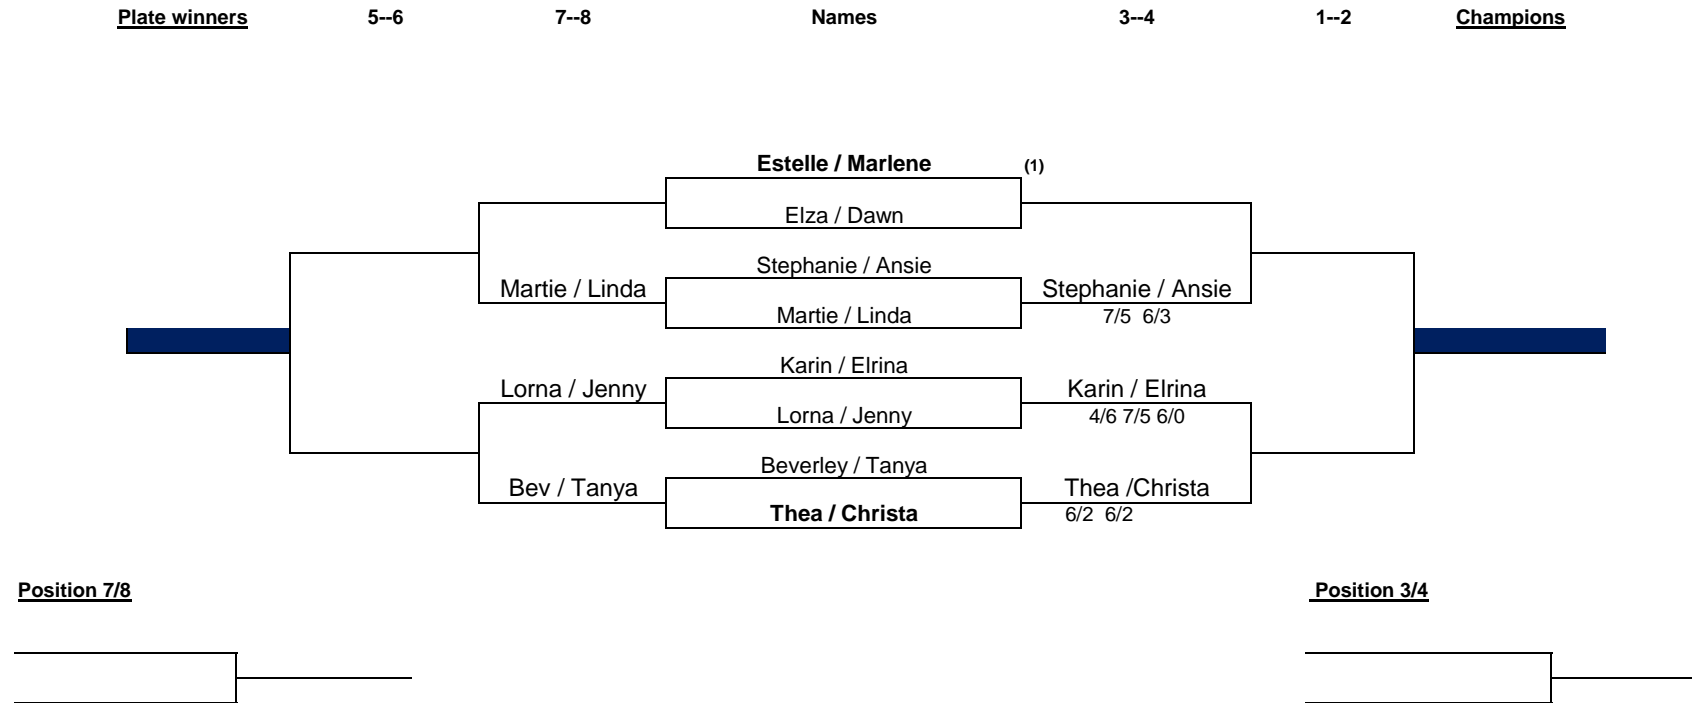 Plate winners 5--6 7--8 Names 3--4 1--2 Champions
Estelle / Marlene (1)
Elza / Dawn
Stephanie / Ansie
Martie / Linda Stephanie / Ansie
Martie / Linda 7/5 6/3
Karin / Elrina
Lorna / Jenny Karin / Elrina
Lorna / Jenny 4/6 7/5 6/0
Beverley / Tanya
Bev / Tanya Thea /Christa
Thea / Christa 6/2 6/2
Position 7/8 Position 3/4